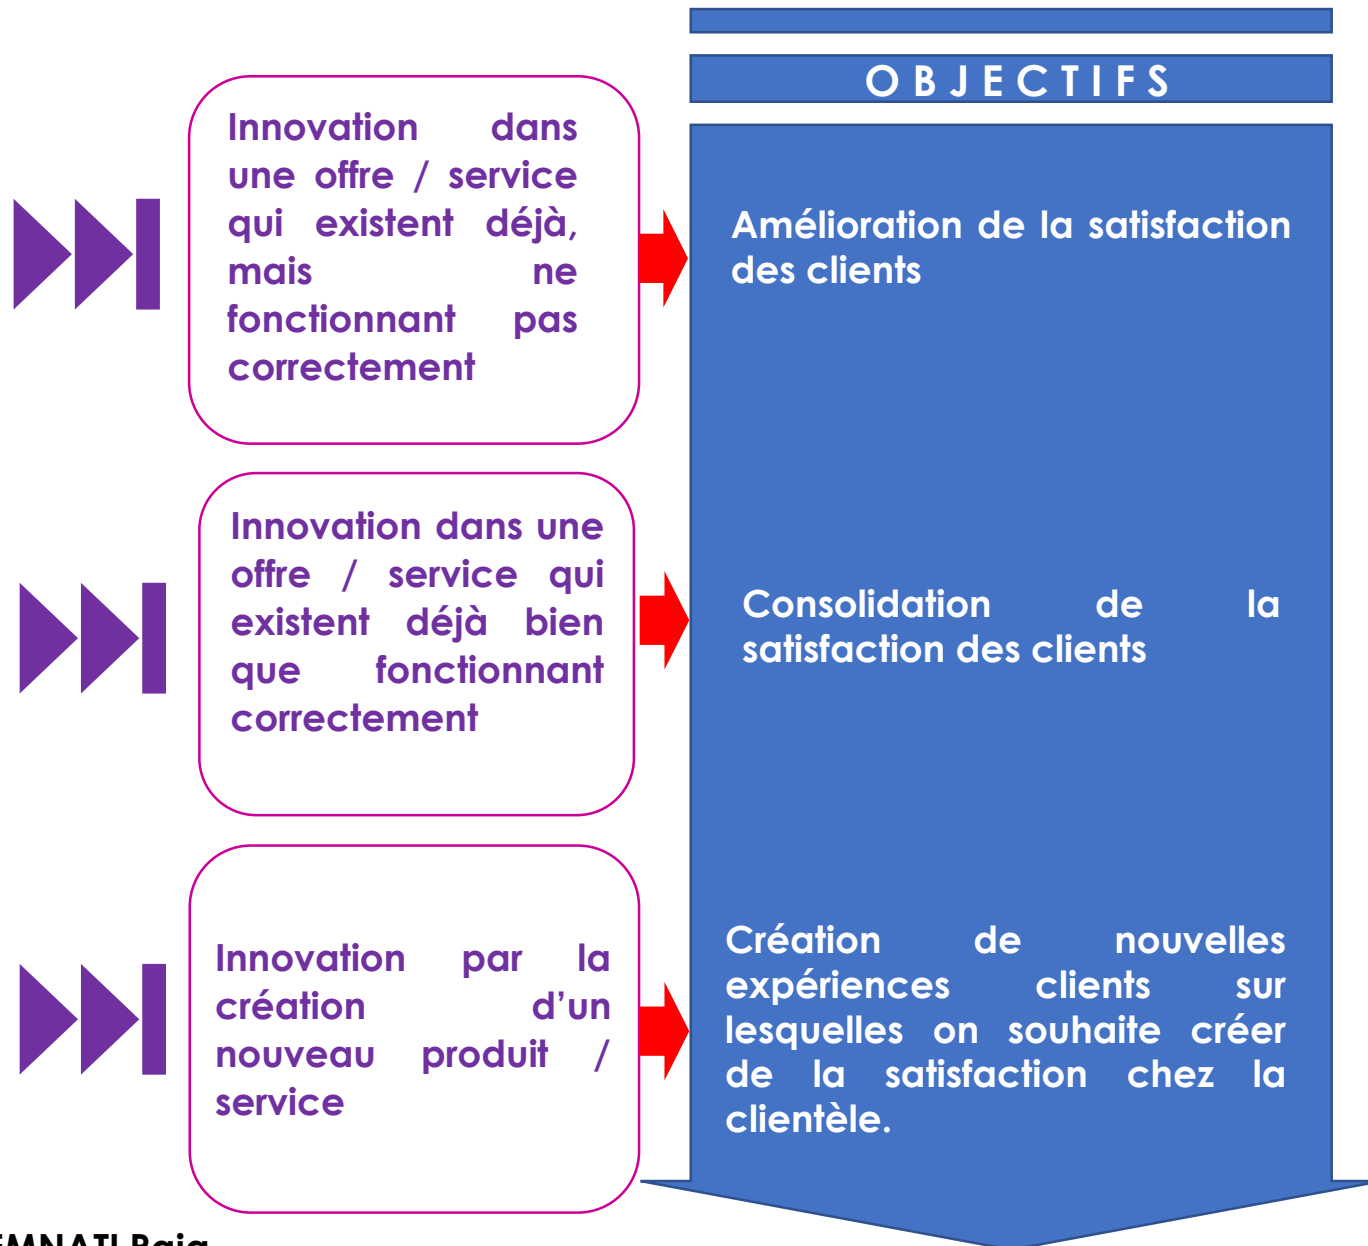 O B J E C T I F S
Innovation dans
une offre / service
qui existent déjà,
mais ne
fonctionnant pas
correctement
Amélioration de la satisfaction
des clients
Innovation dans une
offre / service qui
existent déjà bien
que fonctionnant
correctement
Consolidation de la
satisfaction des clients
Innovation par la
création d’un
nouveau produit /
service
Création de nouvelles
expériences clients sur
lesquelles on souhaite créer
de la satisfaction chez la
clientèle.